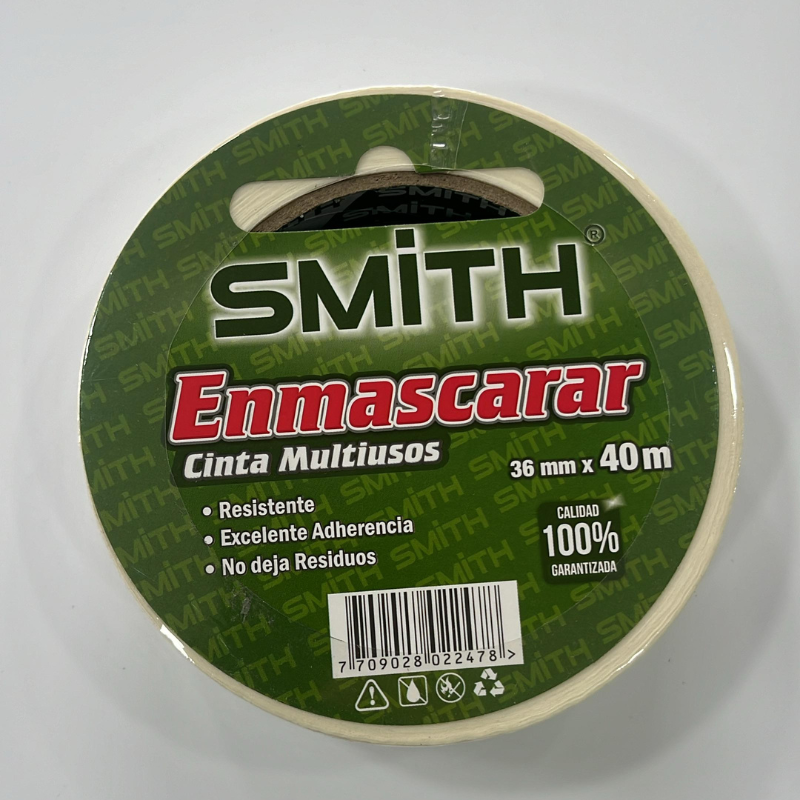 SMiTH®
Enmascarar
Cinta Multiusos
36 mm x 40 m
• Resistente
• Excelente Adherencia
• No deja Residuos
CALIDAD
100%
GARANTIZADA
7 709028 022478 >